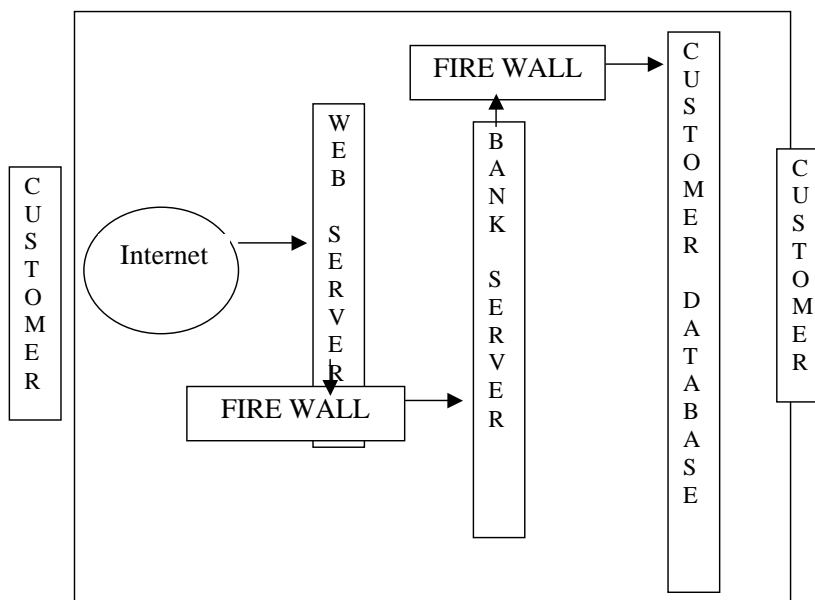 CUSTOMER
Internet
WEB SERVER
FIRE WALL
BANK SERVER
FIRE WALL
CUSTOMER DATABASE
CUSTOMER